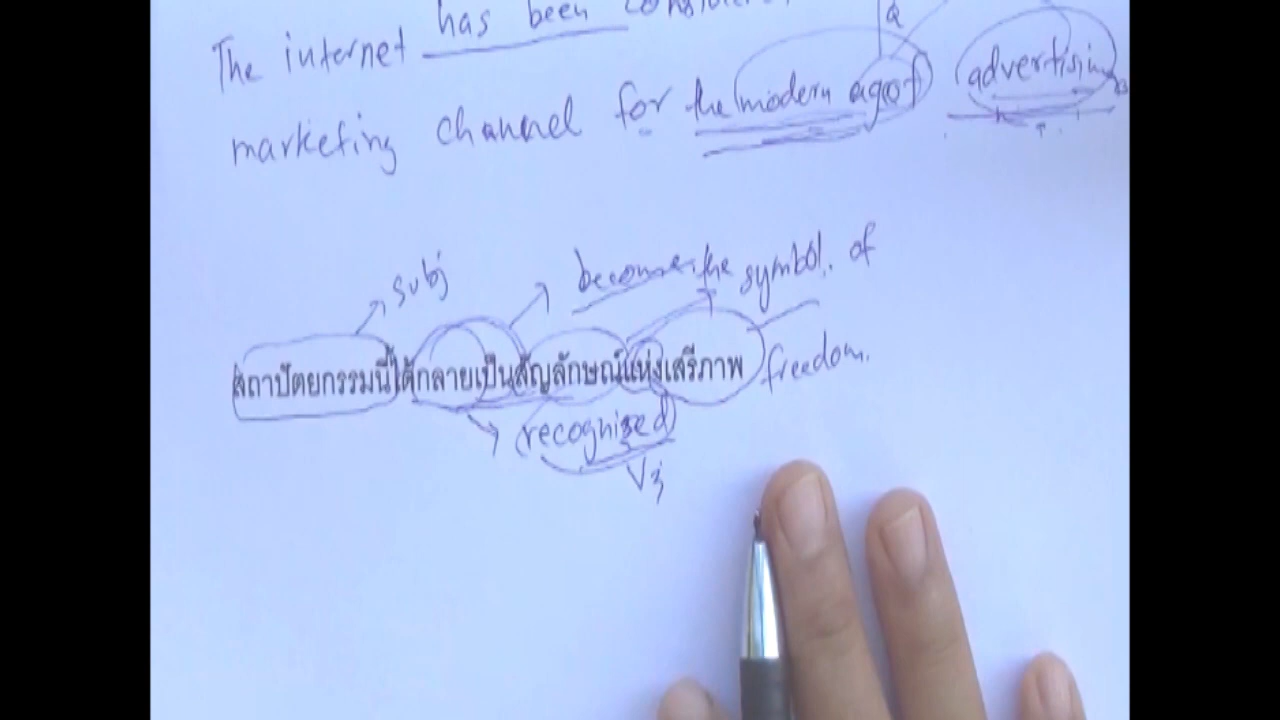 The internet has been
marketing channel for the modern age of advertising
subj
becomes the symbol of
สถาปัตยกรรมนี้ได้กลายเป็นสัญลักษณ์แห่งเสรีภาพ
freedom.
(recognized)
V3